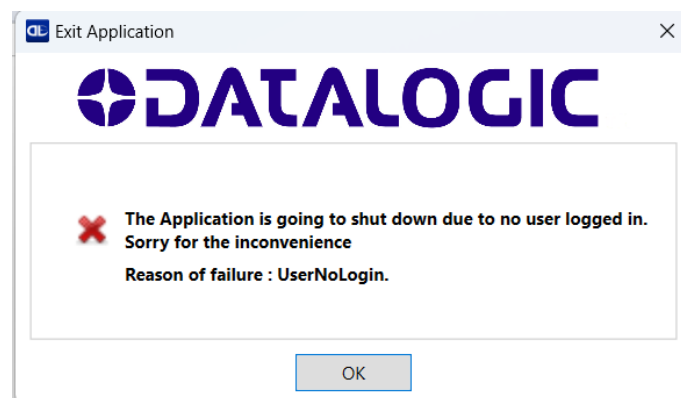 Exit Application
DATALOGIC
The Application is going to shut down due to no user logged in.
Sorry for the inconvenience
Reason of failure : UserNoLogin.
OK